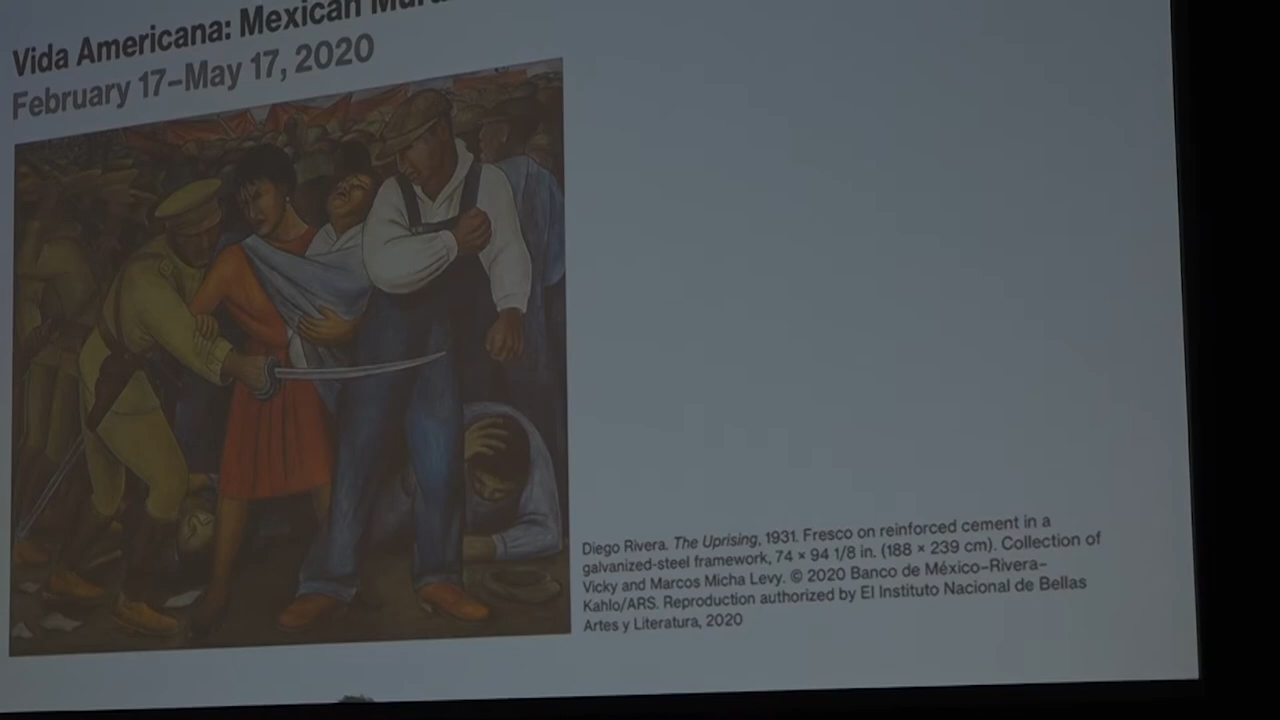 Vida Americana: Mexican
February 17–May 17, 2020
Diego Rivera. The Uprising, 1931. Fresco on reinforced cement in a
galvanized-steel framework, 74 × 94 1/8 in. (188 × 239 cm). Collection of
Vicky and Marcos Micha Levy. © 2020 Banco de México–Rivera–
Kahlo/ARS. Reproduction authorized by El Instituto Nacional de Bellas
Artes y Literatura, 2020